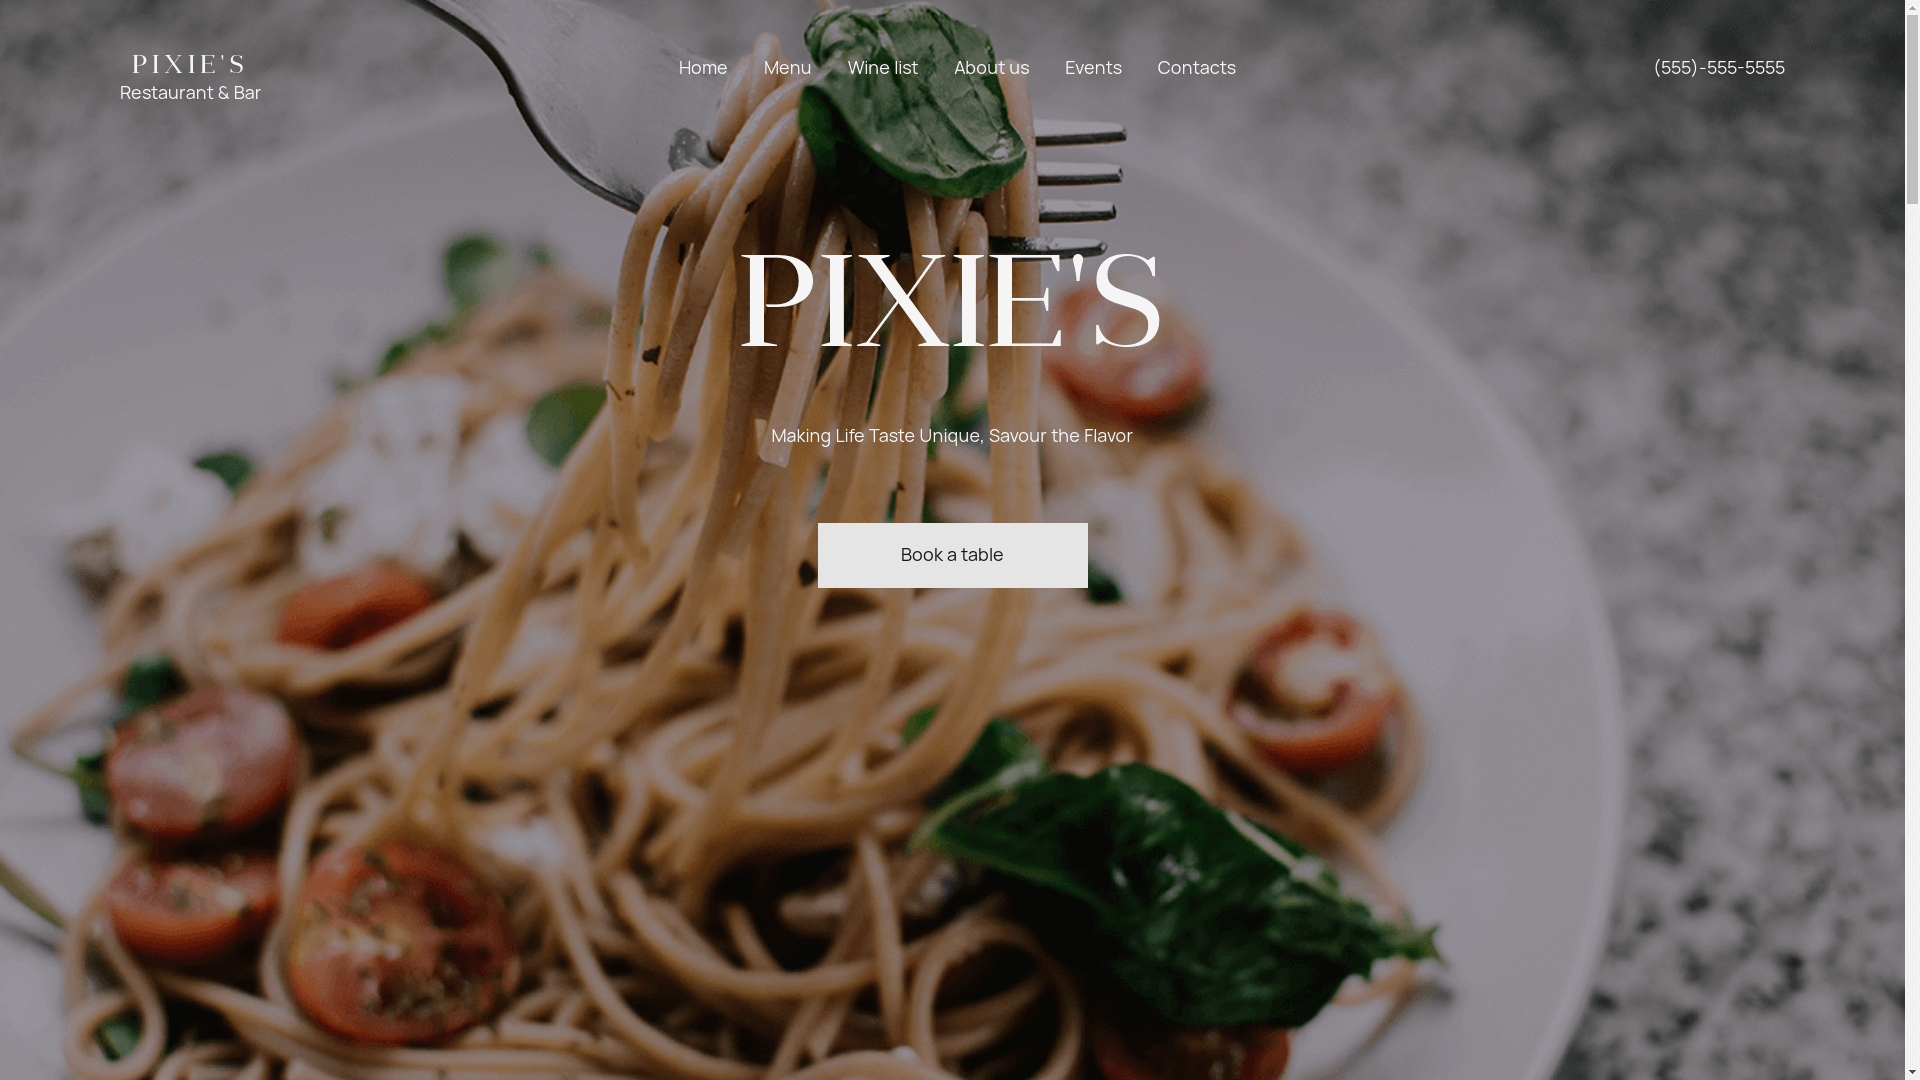 PIXIE'S
Restaurant & Bar
Home Menu Wine list About us Events Contacts
(555)-555-5555
PIXIE'S
Making Life Taste Unique, Savour the Flavor
Book a table